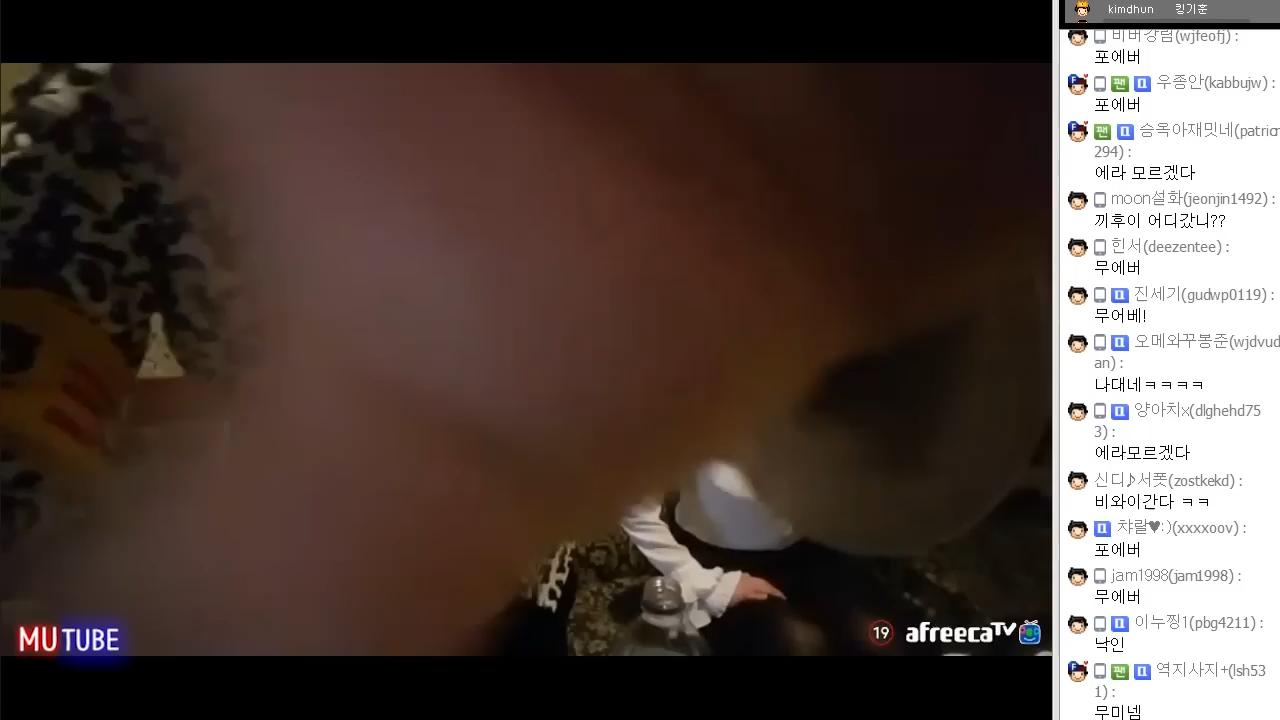 kimdhun 킹기훈
비버강림(wjfeofj) :
포에버
팬 우종안(kabbujw) :
포에버
팬 승옥아재밋네(patric
294) :
에라 모르겠다
moon설화(jeonjin1492) :
끼후이 어디갔니??
힌서(deezentee) :
무에버
진세기(gudwp0119) :
무어베!
오메와꾸봉준(wjdvud
an) :
나대네ㅋㅋㅋㅋ
양아치x(dlghehd75
3) :
에라모르겠다
신디♪서폿(zostkekd) :
비와이간다 ㅋㅋ
챠랄♥:)(xxxxoov) :
포에버
jam1998(jam1998) :
무에버
이누찡1(pbg4211) :
낙인
팬 역지사지+(lsh53
1) :
무미넴
MUTUBE
19 afreecaTV